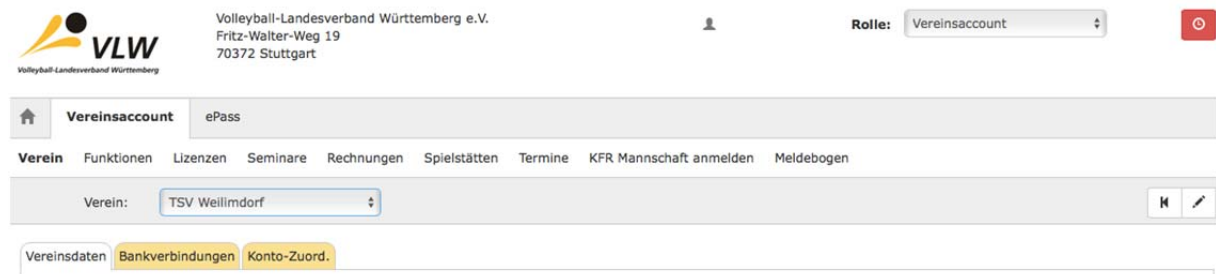 VLW
Volleyball-Landesverband Württemberg
Volleyball-Landesverband Württemberg e.V.
Fritz-Walter-Weg 19
70372 Stuttgart
Rolle: Vereinsaccount
Vereinsaccount ePass
Verein Funktionen Lizenzen Seminare Rechnungen Spielstätten Termine KFR Mannschaft anmelden Meldebogen
Verein: TSV Weilimdorf
Vereinsdaten Bankverbindungen Konto-Zuord.